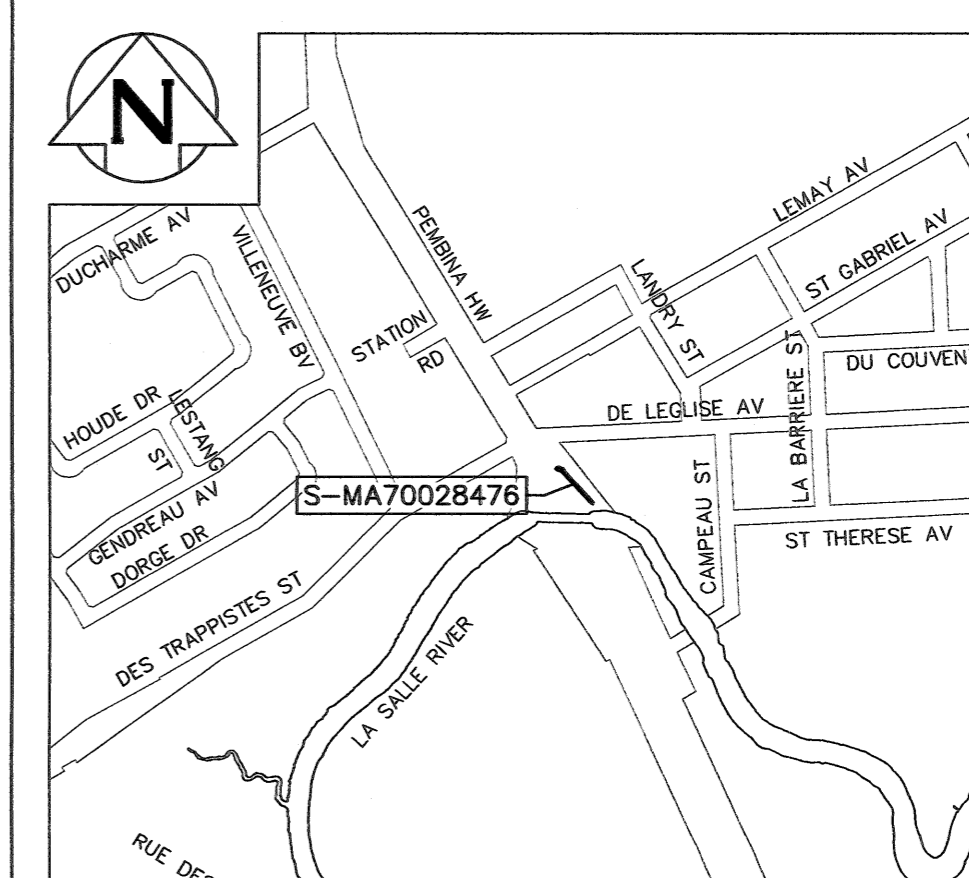 N
DUCHARME AV
VILLENEUVE BV
PEMBINA HW
LEMAY AV
ST GABRIEL AV
LANDRY ST
STATION
RD
DU COUVEN
HOUDE DR
LESTANG
ST
DE LEGLISE AV
LA BARRIERE ST
S-MA70028476
CAMPEAU ST
GENDREAU AV
DORGE DR
ST THERESE AV
DES TRAPPISTES ST
LA SALLE RIVER
RUE DES